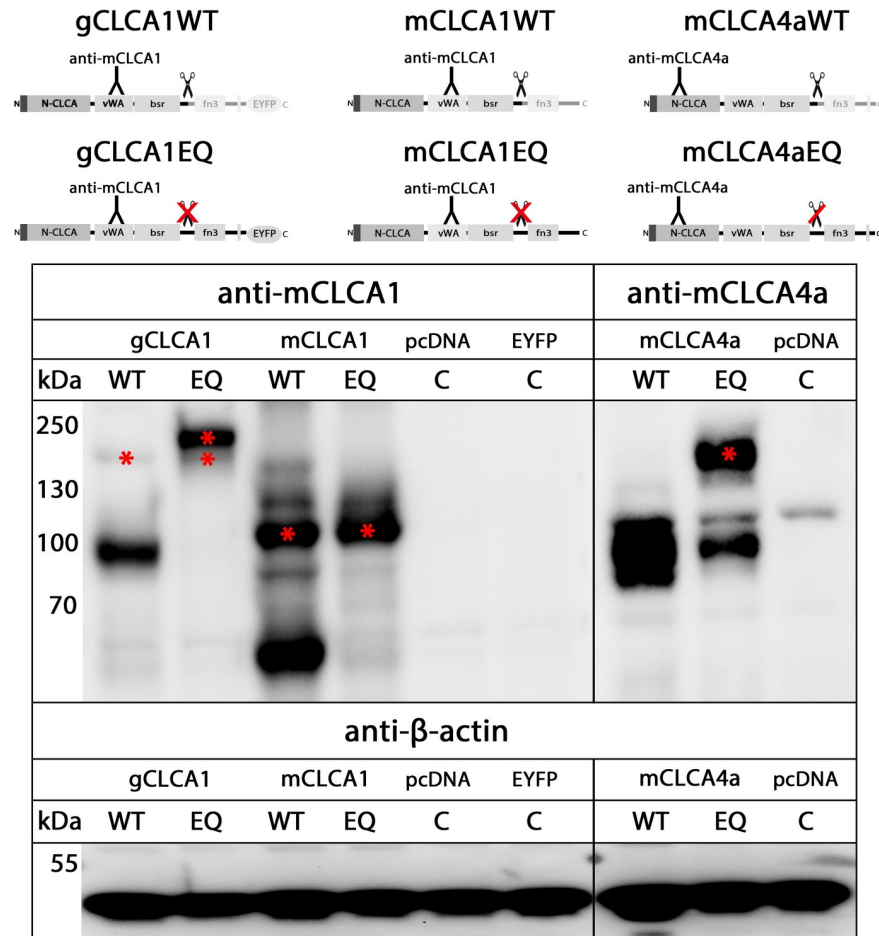 gCLCA1WT mCLCA1WT mCLCA4aWT
anti-mCLCA1 anti-mCLCA1 anti-mCLCA4a
N N-CLCA vWA bsr fn3 EYFP C N N-CLCA vWA bsr fn3 C N N-CLCA vWA bsr fn3 C
gCLCA1EQ mCLCA1EQ mCLCA4aEQ
anti-mCLCA1 anti-mCLCA1 anti-mCLCA4a
N N-CLCA vWA bsr fn3 EYFP C N N-CLCA vWA bsr fn3 C N N-CLCA vWA bsr fn3 C
anti-mCLCA1 anti-mCLCA4a
gCLCA1 mCLCA1 pcDNA EYFP mCLCA4a pcDNA
kDa WT EQ WT EQ C C WT EQ C
250
* * * *
130
100
* *
70
anti-β-actin
gCLCA1 mCLCA1 pcDNA EYFP mCLCA4a pcDNA
kDa WT EQ WT EQ C C WT EQ C
55